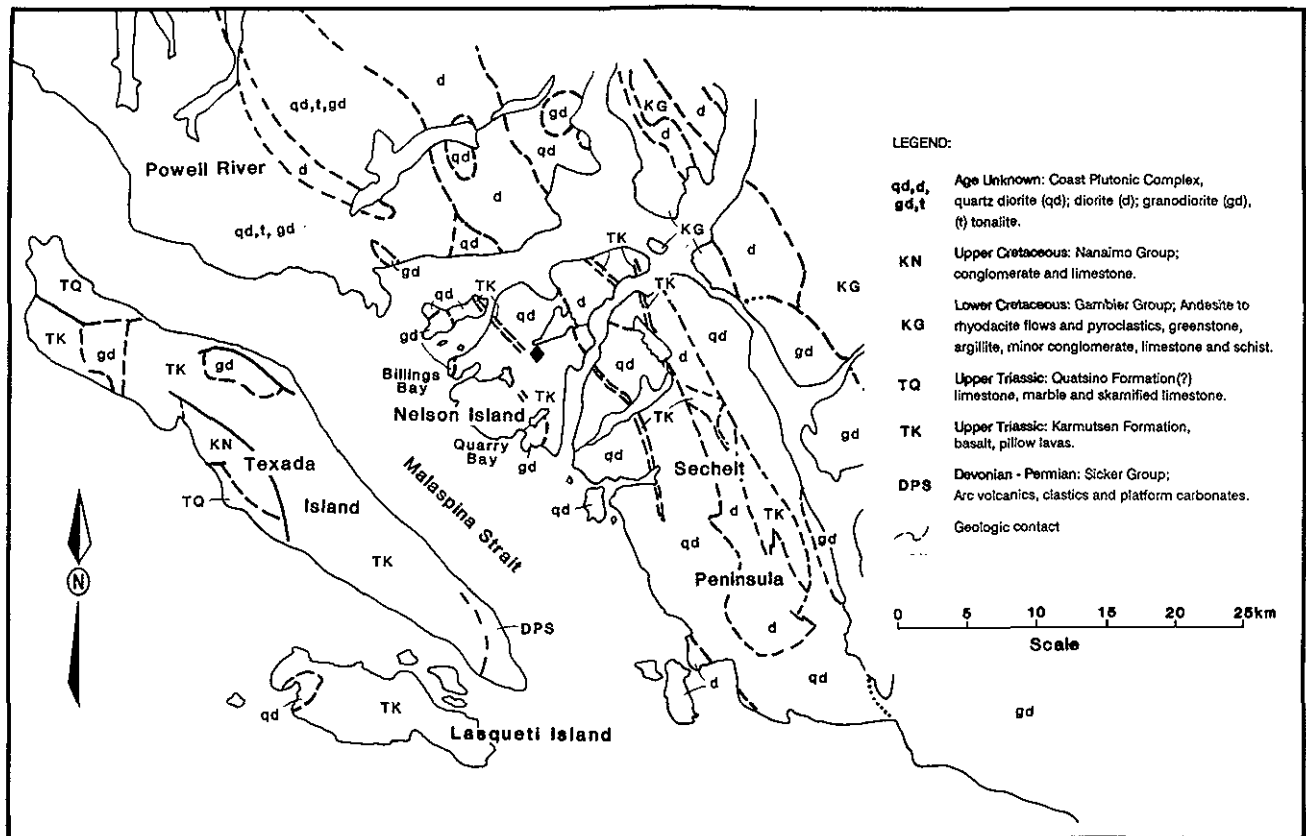 d
KG
d
qd,t,gd
gd
d
qd
qd
Powell River
d
d
qd,t, gd
TK
KG
qd
d
gd
TQ
TK
TK
qd
d
KG
qd
qd
gd
TK
gd
TK
gd
qd
d
gd
Billings
Bay
TK
Nelson Island
TK
gd
KN
Quarry
Bay
gd
qd
Sechelt
Texada
Malaspina Strait
TQ
Island
qd
d
TK
gd
qd
N
TK
Peninsula
DPS
d
d
qd
qd
TK
gd
Lasqueti Island
LEGEND:
qd,d,
gd,t
Age Unknown: Coast Plutonic Complex,
quartz diorite (qd); diorite (d); granodiorite (gd),
(t) tonalite.
KN
Upper Cretaceous: Nanaimo Group;
conglomerate and limestone.
KG
Lower Cretaceous: Gambier Group; Andesite to
rhyodacite flows and pyroclastics, greenstone,
argillite, minor conglomerate, limestone and schist.
TQ
Upper Triassic: Quatsino Formation(?)
limestone, marble and skarnified limestone.
TK
Upper Triassic: Karmutsen Formation,
basalt, pillow lavas.
DPS
Devonian - Permian: Sicker Group;
Arc volcanics, clastics and platform carbonates.
Geologic contact
0 5 10 15 20 25km
Scale